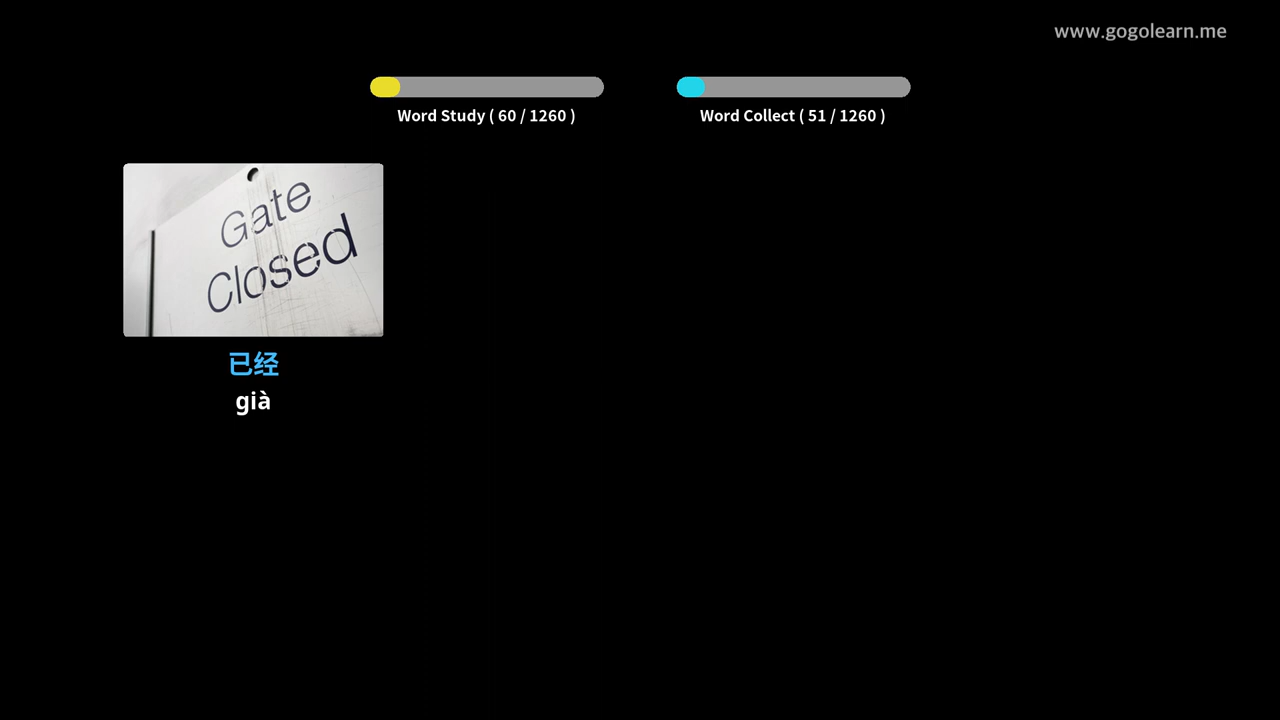 www.gogolearn.me
Word Study ( 60 / 1260 )
Word Collect ( 51 / 1260 )
Gate
Closed
已经
già